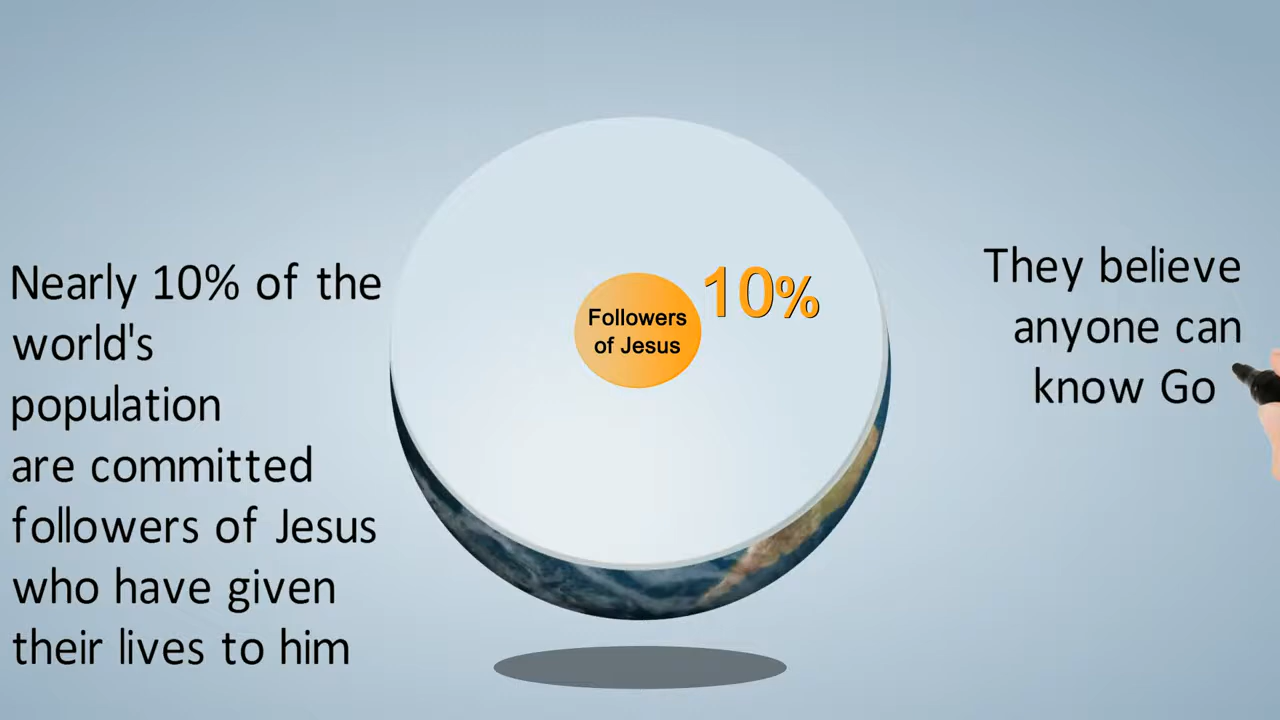 Nearly 10% of the
world's
population
are committed
followers of Jesus
who have given
their lives to him
Followers
of Jesus
10%
They believe
anyone can
know Go